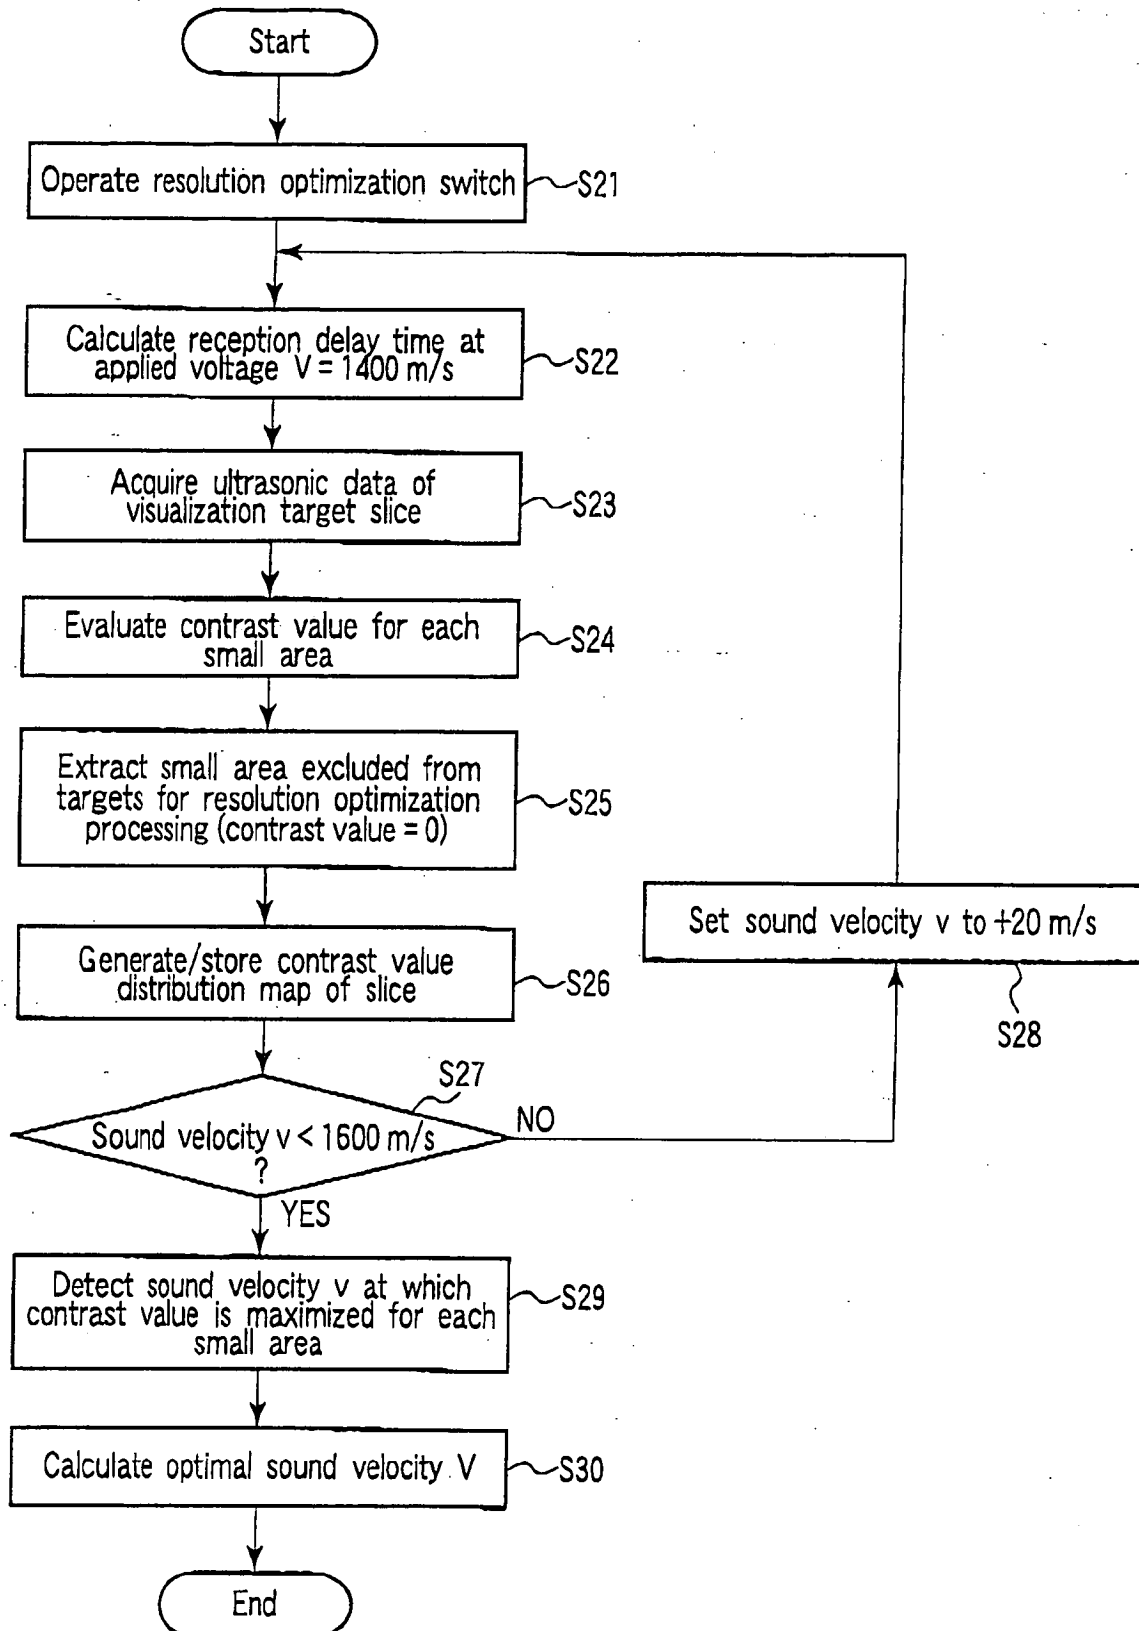 Start
Operate resolution optimization switch
S21
Calculate reception delay time at
applied voltage V = 1400 m/s
S22
Acquire ultrasonic data of
visualization target slice
S23
Evaluate contrast value for each
small area
S24
Extract small area excluded from
targets for resolution optimization
processing (contrast value = 0)
S25
Generate/store contrast value
distribution map of slice
S26
Set sound velocity v to +20 m/s
S28
S27
Sound velocity v < 1600 m/s
?
NO
YES
Detect sound velocity v at which
contrast value is maximized for each
small area
S29
Calculate optimal sound velocity V
S30
End